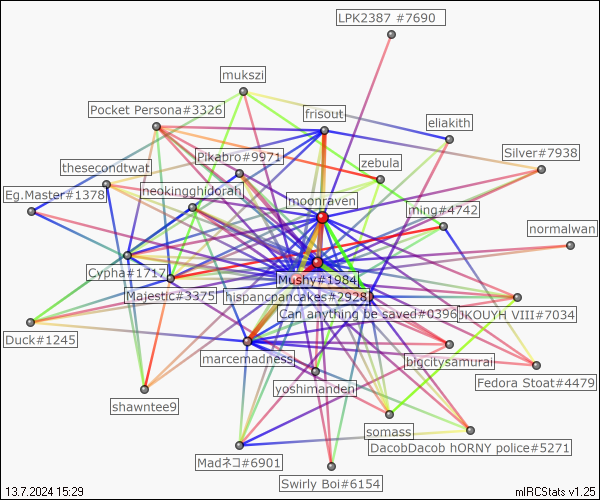 LPK2387 #7690
mukszi
Pocket Persona#3326
frisout
eliakith
Pikabro#9971
Silver#7938
zebula
thesecondtwat
Eg.Master#1378
neokingghidorah
moonraven
ming#4742
normalwan
Cypha#1717
Mushy#1984
Majestic#3375
hispancpancakes#2928
Can anything be saved#0396
JKOUYH VIII#7034
Duck#1245
marcemadness
bigcitysamurai
yoshimanden
Fedora Stoat#4479
shawntee9
somass
DacobDacob hORNY police#5271
Madネコ#6901
Swirly Boi#6154
13.7.2024 15:29
mIRCStats v1.25